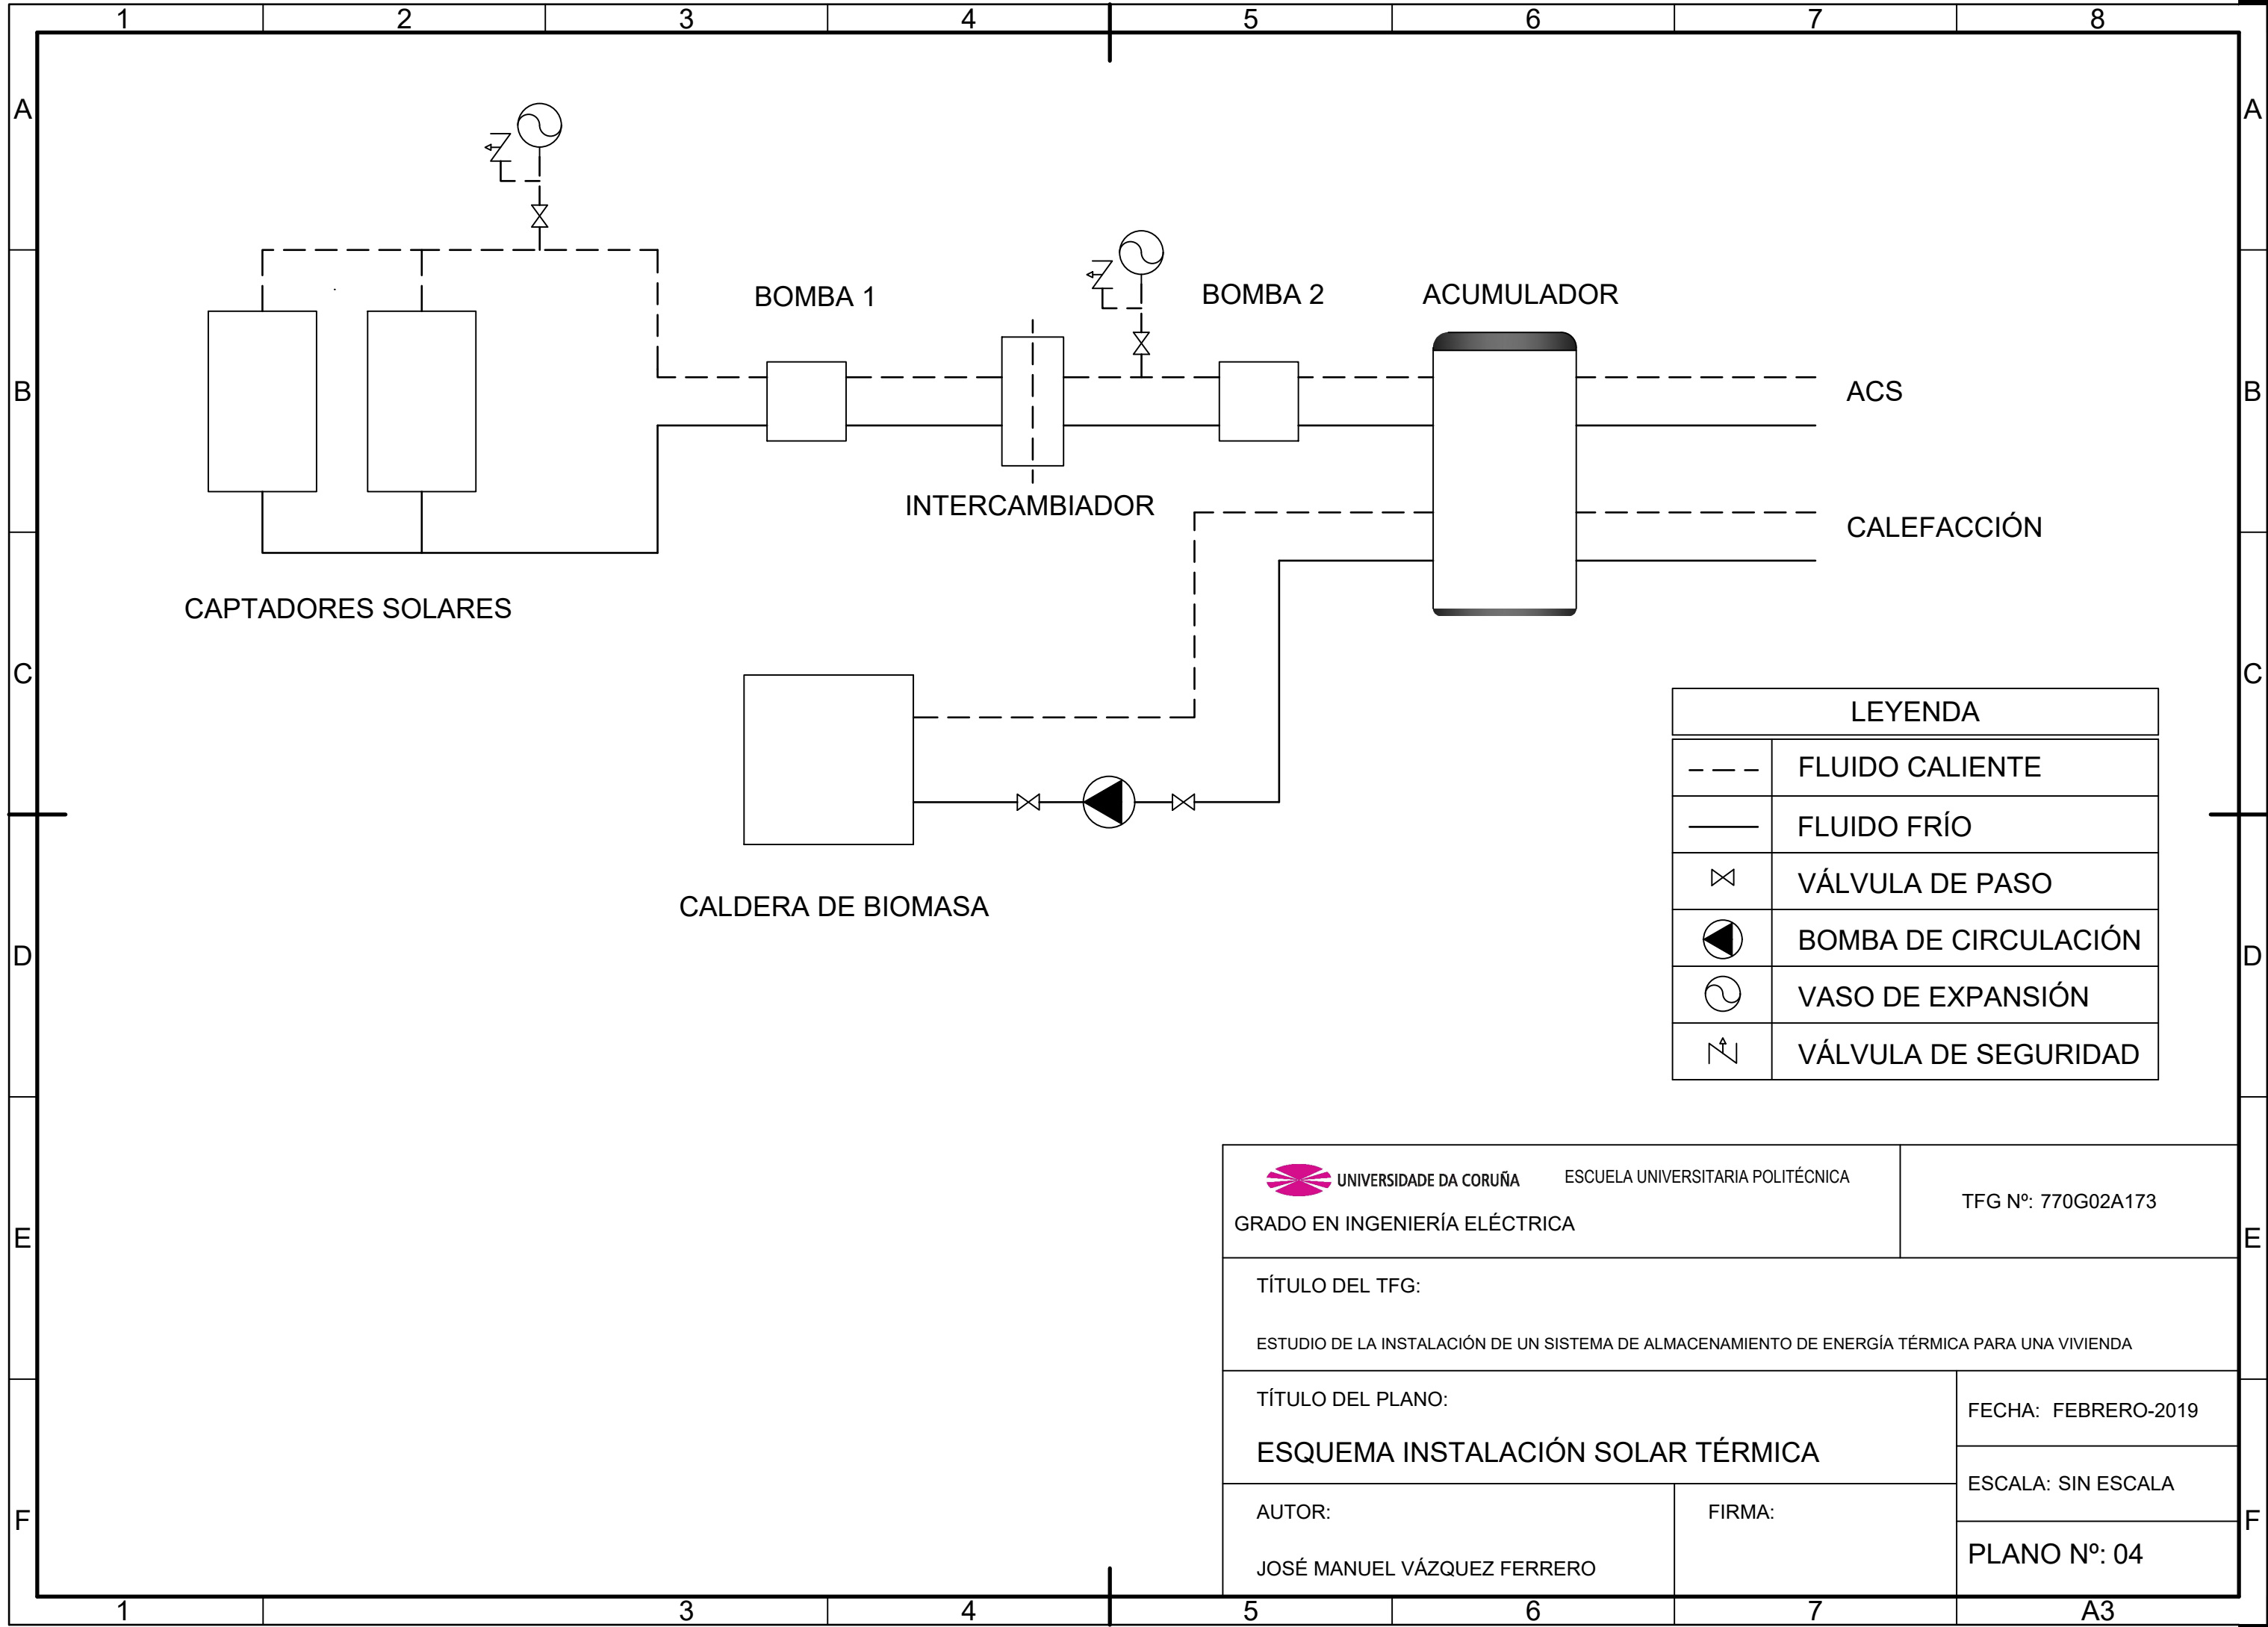 1 2 3 4 5 6 7 8
A A
BOMBA 1
BOMBA 2
ACUMULADOR
B B
ACS
INTERCAMBIADOR
CALEFACCIÓN
CAPTADORES SOLARES
C C
LEYENDA
FLUIDO CALIENTE
FLUIDO FRÍO
VÁLVULA DE PASO
CALDERA DE BIOMASA
BOMBA DE CIRCULACIÓN
D D
VASO DE EXPANSIÓN
VÁLVULA DE SEGURIDAD
UNIVERSIDADE DA CORUÑA
ESCUELA UNIVERSITARIA POLITÉCNICA
TFG Nº: 770G02A173
GRADO EN INGENIERÍA ELÉCTRICA
E E
TÍTULO DEL TFG:
ESTUDIO DE LA INSTALACIÓN DE UN SISTEMA DE ALMACENAMIENTO DE ENERGÍA TÉRMICA PARA UNA VIVIENDA
TÍTULO DEL PLANO:
FECHA: FEBRERO-2019
ESQUEMA INSTALACIÓN SOLAR TÉRMICA
ESCALA: SIN ESCALA
AUTOR:
FIRMA:
F F
PLANO Nº: 04
JOSÉ MANUEL VÁZQUEZ FERRERO
1 3 4 5 6 7 A3